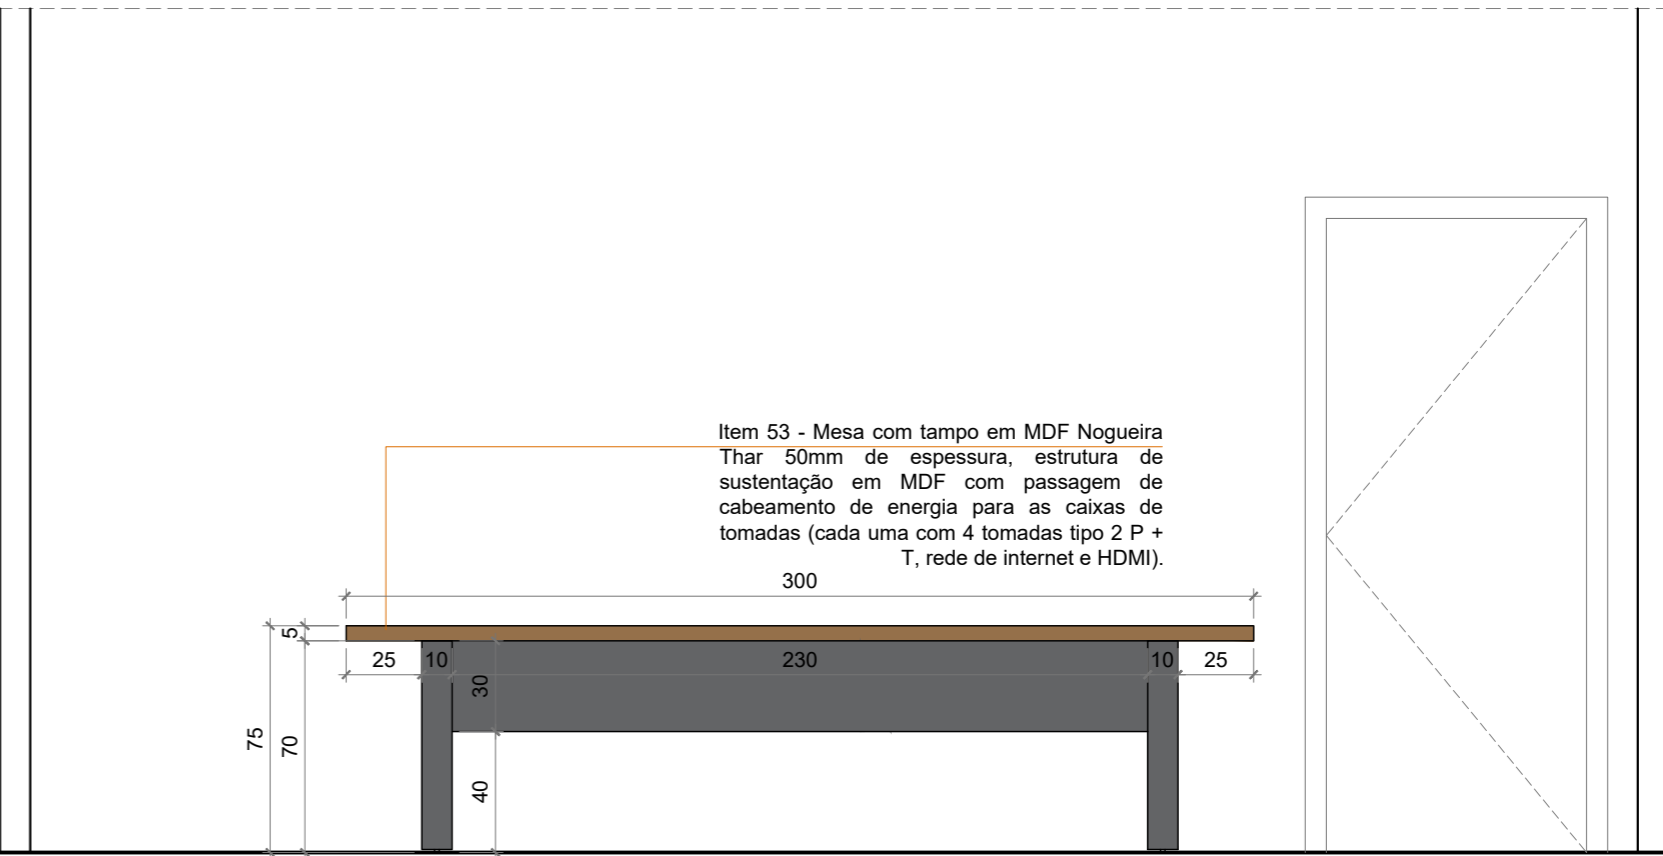 Item 53 - Mesa com tampo em MDF Nogueira
Thar 50mm de espessura, estrutura de
sustentação em MDF com passagem de
cabeamento de energia para as caixas de
tomadas (cada uma com 4 tomadas tipo 2 P +
T, rede de internet e HDMI).
300
5
25 10 230 10 25
30
75
70
40